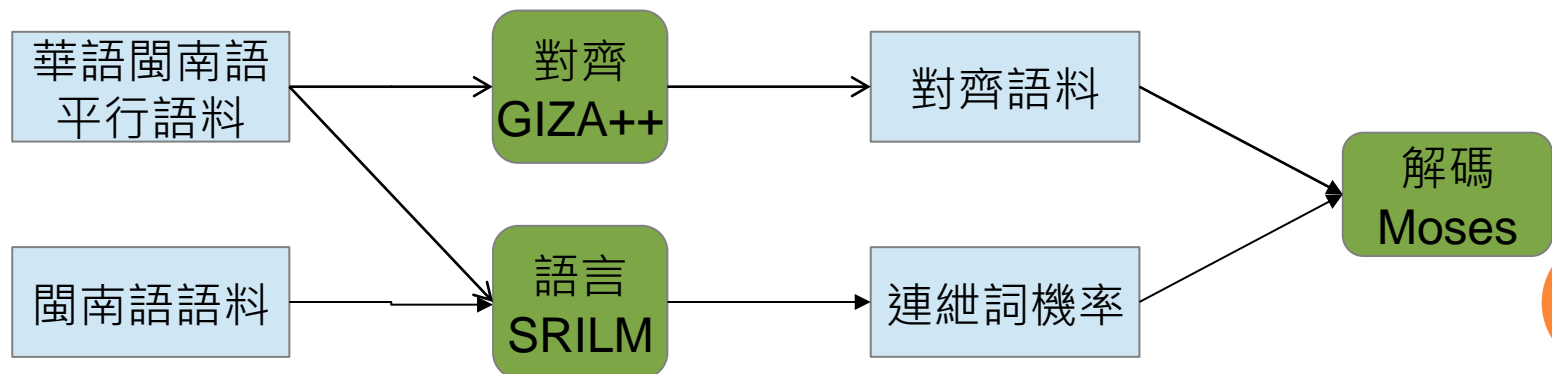 華語閩南語
平行語料
對齊
GIZA++
對齊語料
解碼
Moses
閩南語語料
語言
SRILM
連紲詞機率